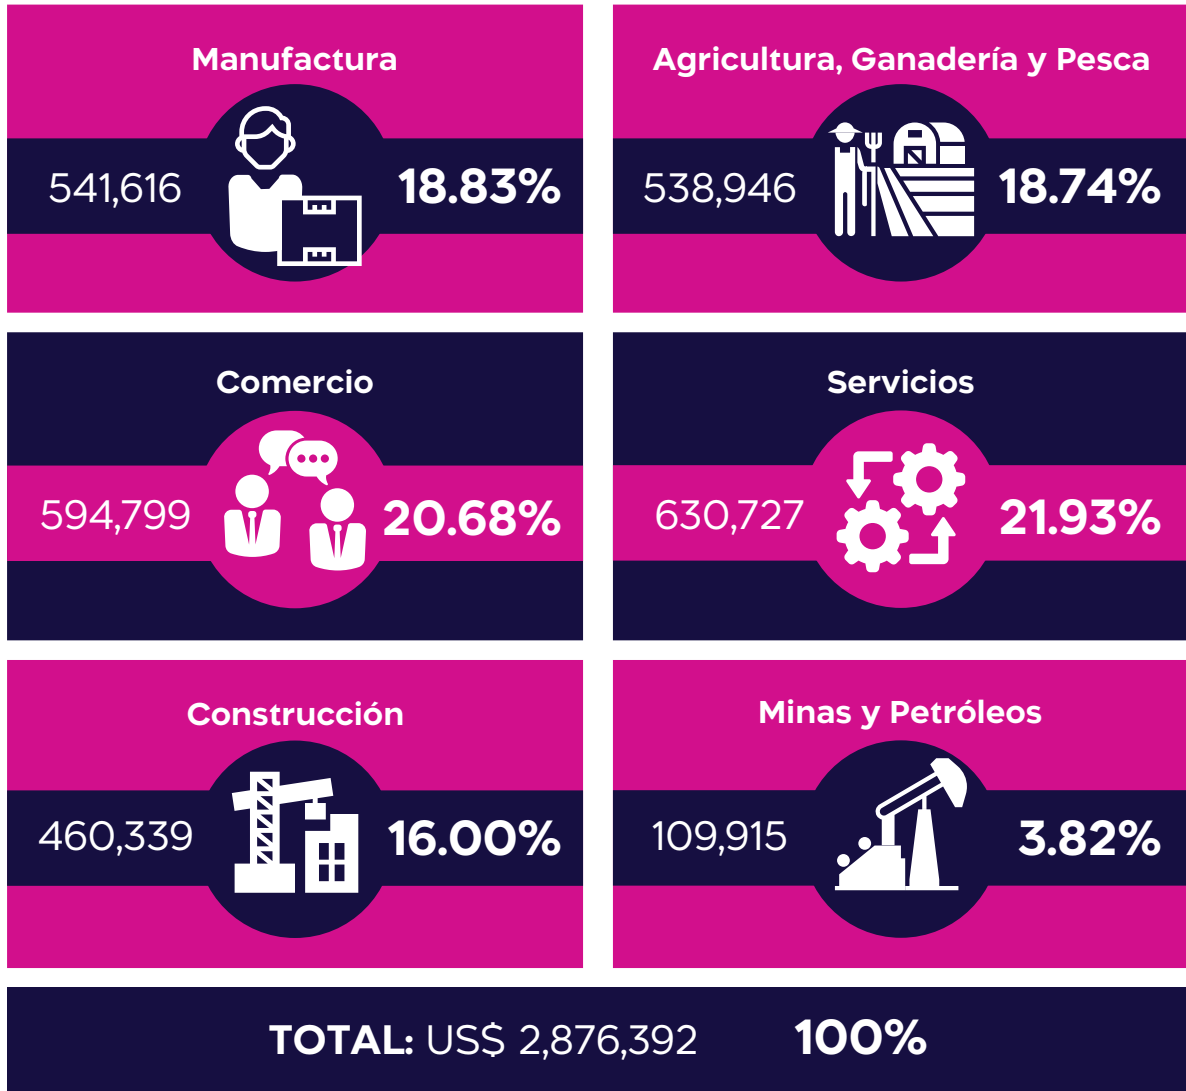 Manufactura
541,616 18.83%
Agricultura, Ganadería y Pesca
538,946 18.74%
Comercio
594,799 20.68%
Servicios
630,727 21.93%
Construcción
460,339 16.00%
Minas y Petróleos
109,915 3.82%
TOTAL: US$ 2,876,392 100%